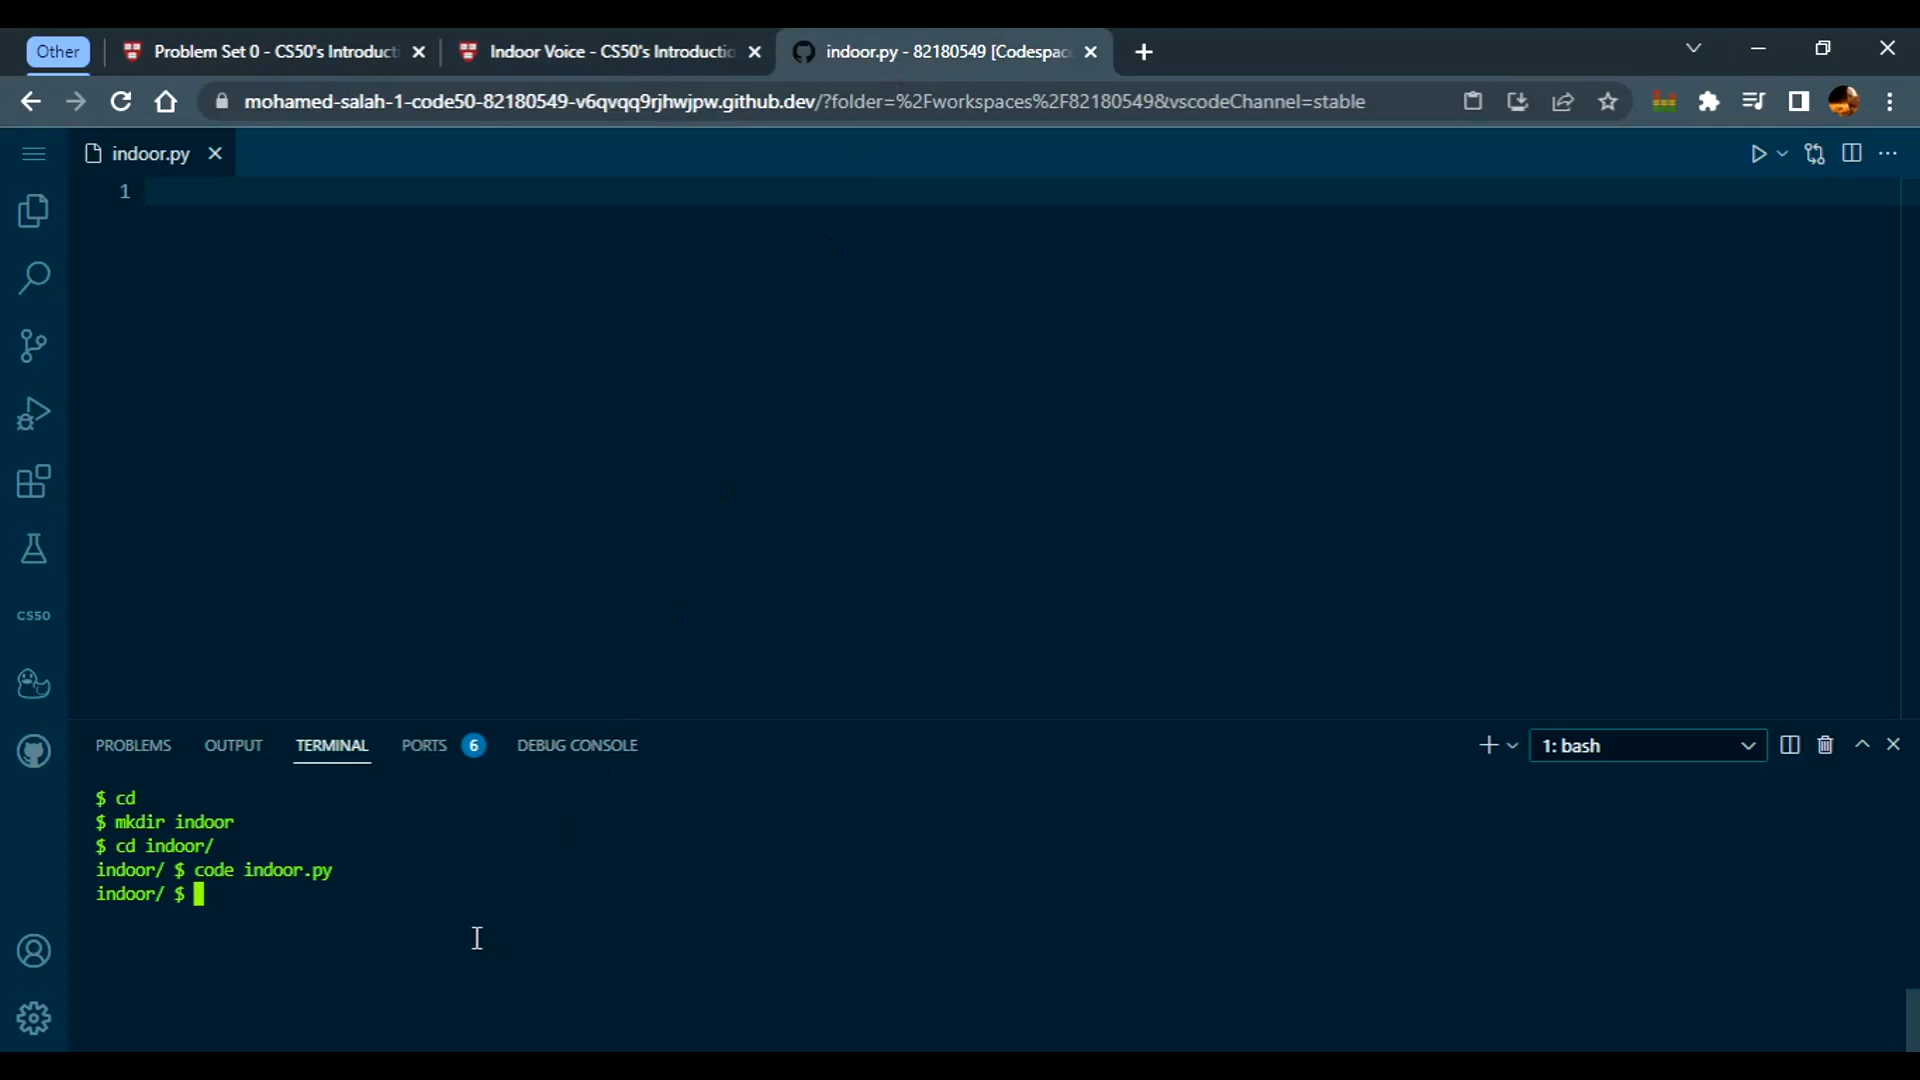 Other
Problem Set 0 - CS50's Introducti
Indoor Voice - CS50's Introductio
indoor.py - 82180549 [Codespac
mohamed-salah-1-code50-82180549-v6qvqq9rjhwjpw.github.dev/?folder=%2Fworkspaces%2F82180549&vscodeChannel=stable
indoor.py
1
CS50
PROBLEMS OUTPUT TERMINAL PORTS 6 DEBUG CONSOLE
1: bash
$ cd
$ mkdir indoor
$ cd indoor/
indoor/ $ code indoor.py
indoor/ $